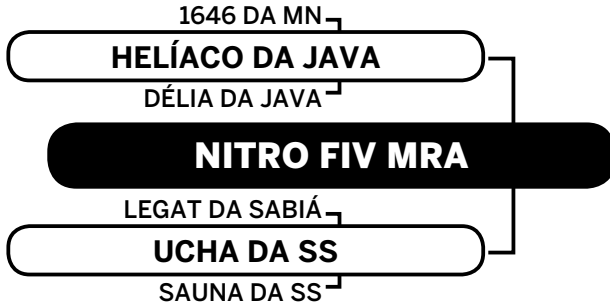 1646 DA MN
HELÍACO DA JAVA
DÉLIA DA JAVA
NITRO FIV MRA
LEGAT DA SABIÁ
UCHA DA SS
SAUNA DA SS